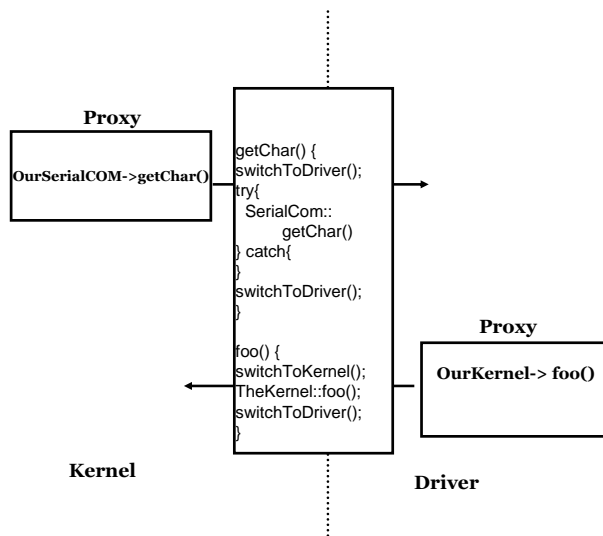 Proxy
OurSerialCOM->getChar()
getChar() {
switchToDriver();
try{
SerialCom::
getChar()
} catch{
}
switchToDriver();
}
foo() {
switchToKernel();
TheKernel::foo();
switchToDriver();
}
Proxy
OurKernel-> foo()
Kernel
Driver